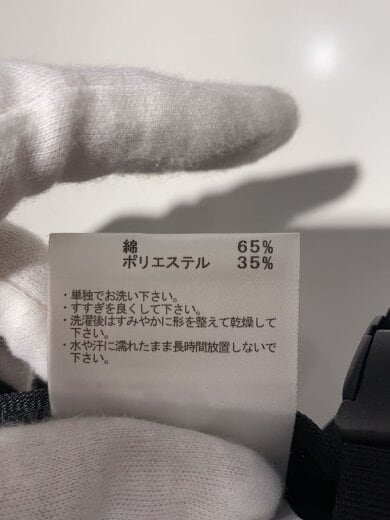 綿 65%
ポリエステル 35%
・単独でお洗い下さい。
・すすぎを良くして下さい。
・洗濯後はすみやかに形を整えて乾燥して
下さい。
・水や汗に濡れたまま長時間放置しないで
下さい。